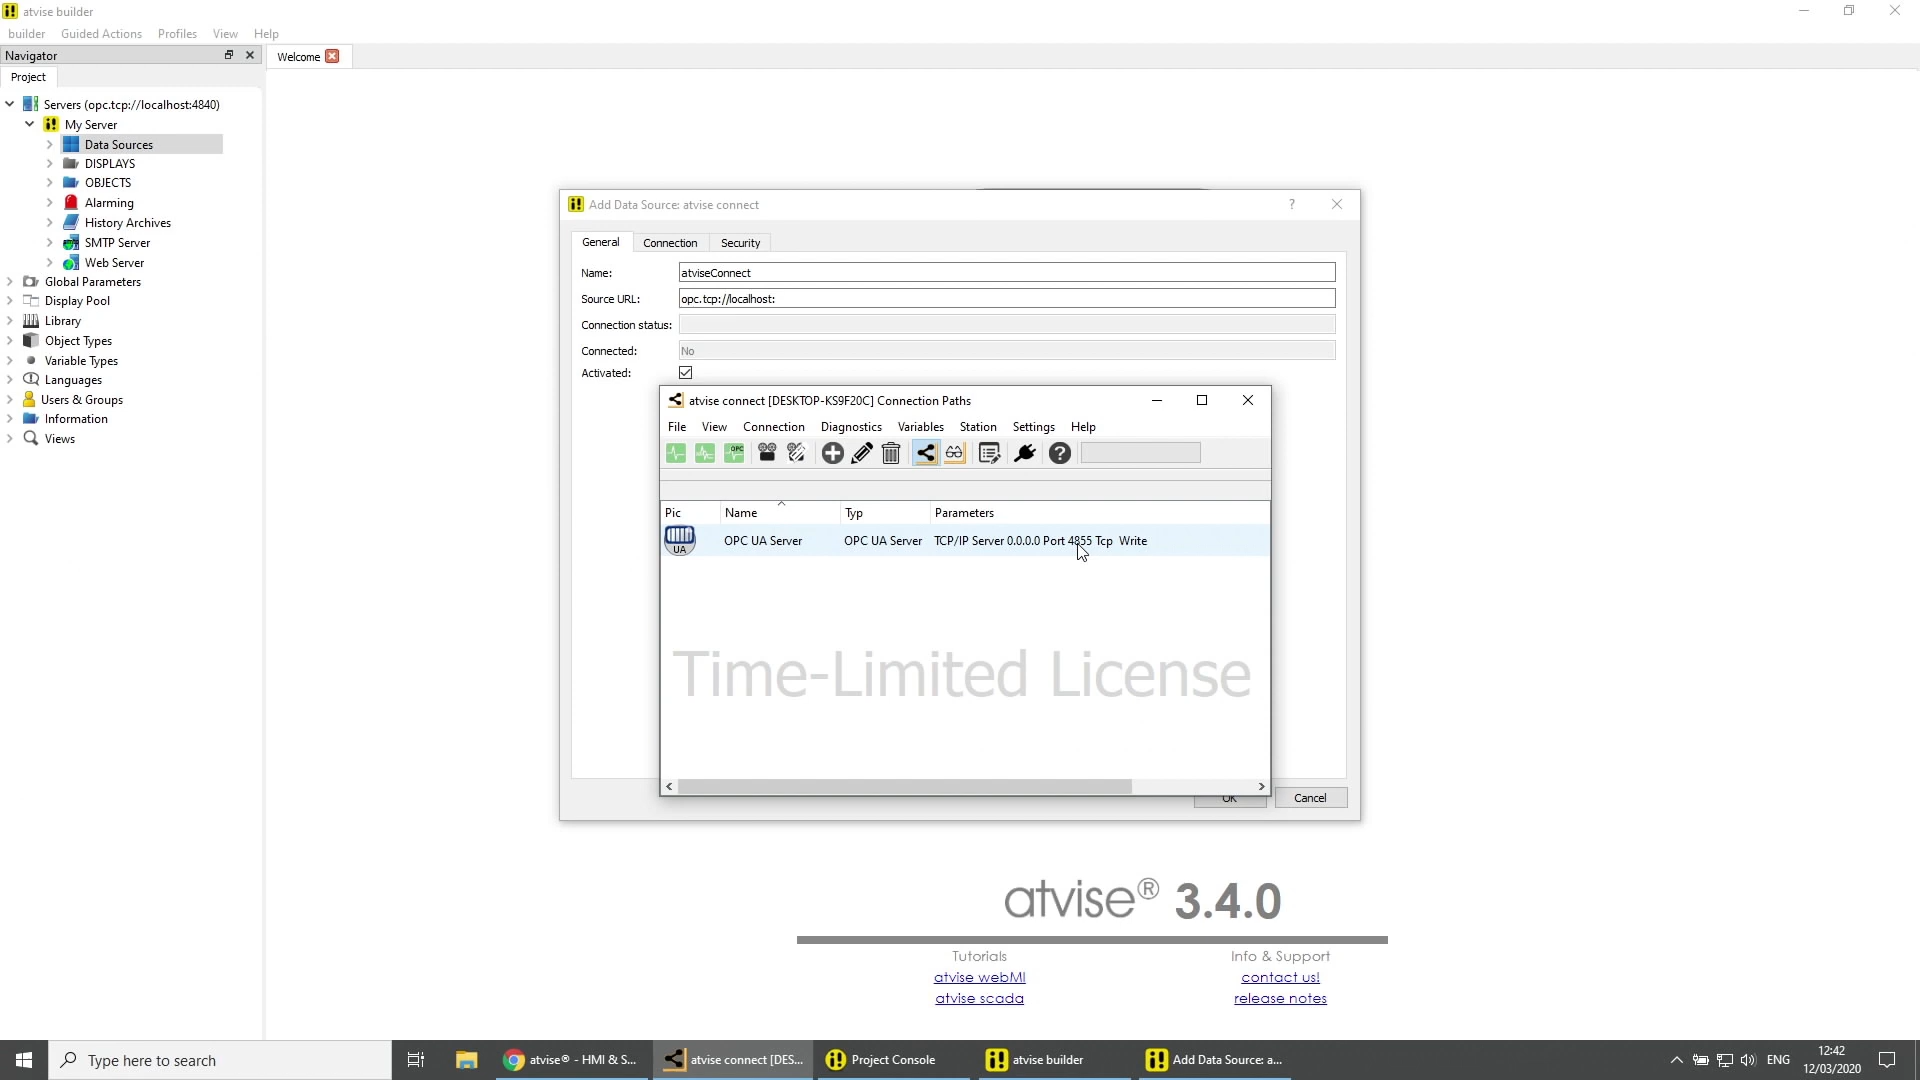 atvise builder
builder Guided Actions Profiles View Help
Navigator
Welcome
Project
Servers (opc.tcp://localhost:4840)
My Server
Data Sources
DISPLAYS
OBJECTS
Alarming
History Archives
SMTP Server
Web Server
Global Parameters
Display Pool
Library
Object Types
Variable Types
Languages
Users & Groups
Information
Views
Add Data Source: atvise connect
General Connection Security
Name: atviseConnect
Source URL: opc.tcp://localhost:
Connection status:
Connected: No
Activated:
atvise connect [DESKTOP-KS9F20C] Connection Paths
File View Connection Diagnostics Variables Station Settings Help
OPC
Pic Name Typ Parameters
UA OPC UA Server OPC UA Server TCP/IP Server 0.0.0.0 Port 4855 Tcp Write
Time-Limited License
OK Cancel
atvise® 3.4.0
Tutorials
atvise webMI
atvise scada
Info & Support
contact us!
release notes
Type here to search
atvise® - HMI & S...
atvise connect [DES...
Project Console
atvise builder
Add Data Source: a...
ENG
12:42
12/03/2020